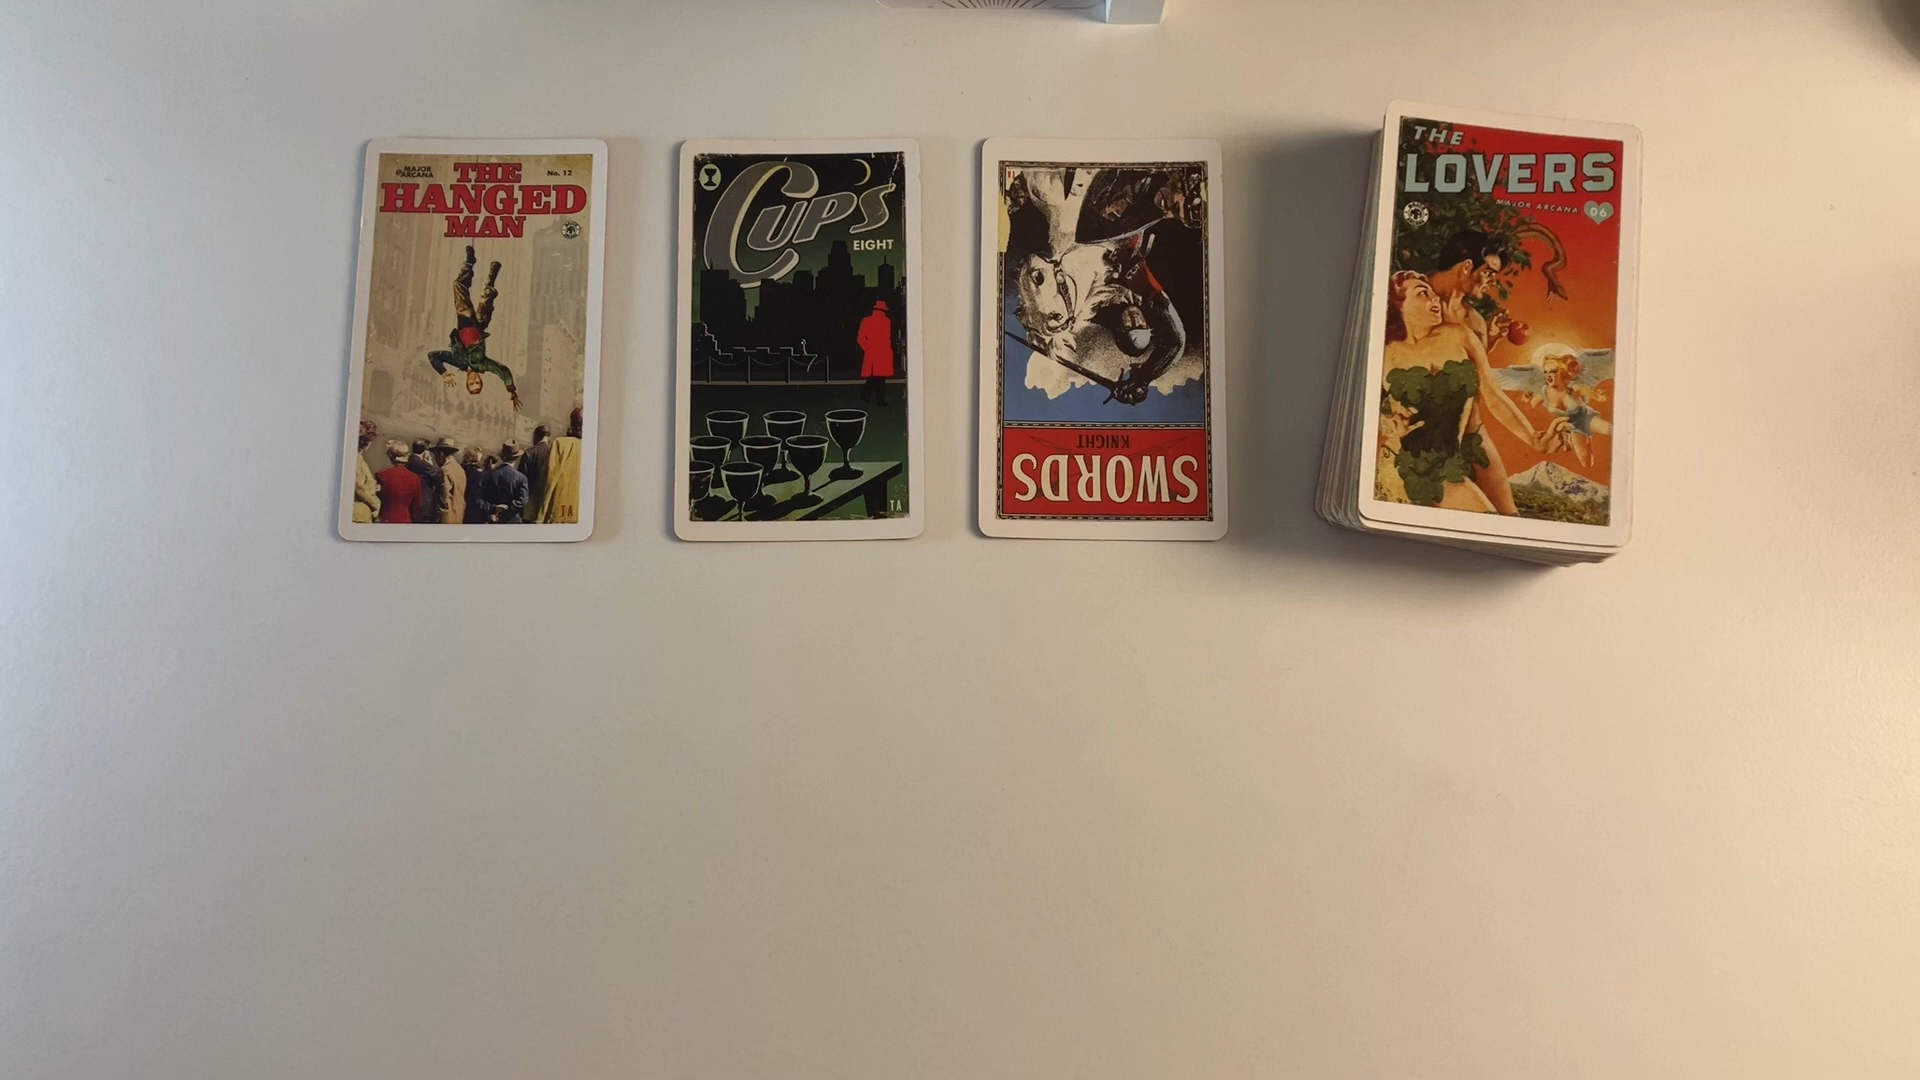 MAJOR
ARCANA
THE
No. 12
HANGED
MAN
TA
CUPS
EIGHT
TA
SWORDS
KNIGHT
THE
LOVERS
MAJOR ARCANA 06